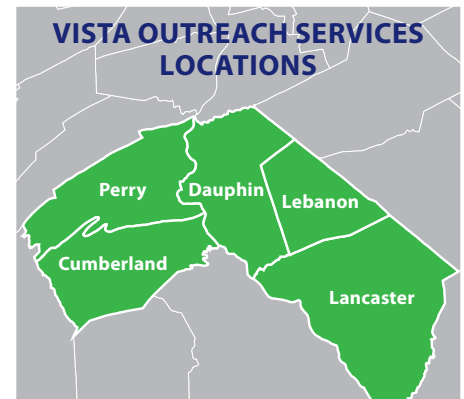 VISTA OUTREACH SERVICES
LOCATIONS
Perry
Dauphin
Lebanon
Cumberland
Lancaster